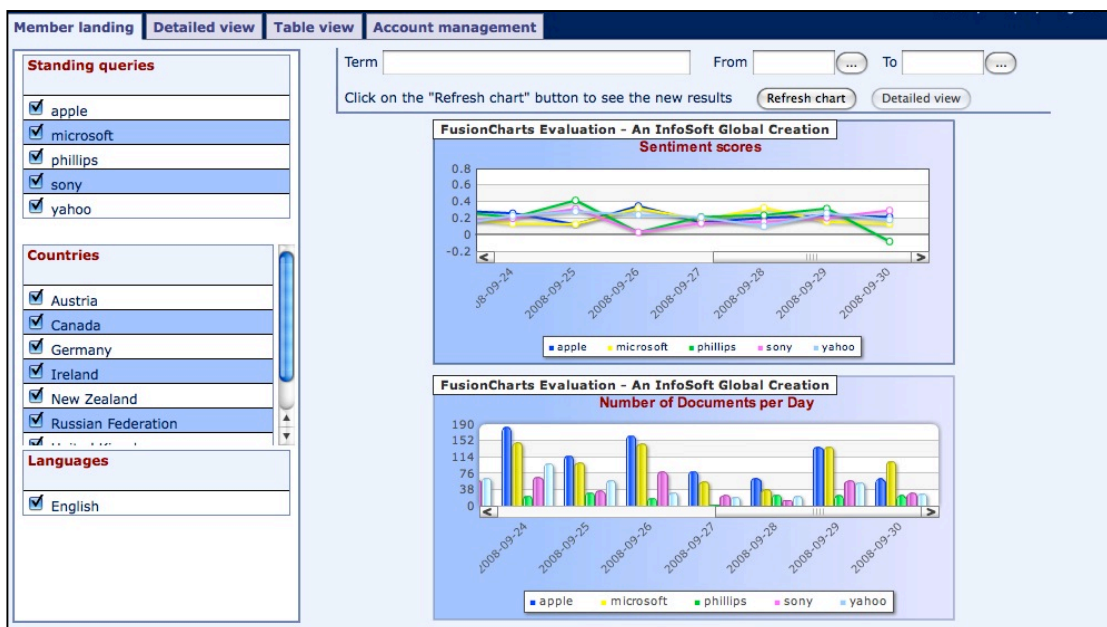 Member landing Detailed view Table view Account management
Standing queries
apple
microsoft
phillips
sony
yahoo
Countries
Austria
Canada
Germany
Ireland
New Zealand
Russian Federation
Languages
English
Term From ... To ...
Click on the "Refresh chart" button to see the new results Refresh chart Detailed view
FusionCharts Evaluation - An InfoSoft Global Creation
Sentiment scores
0.8
0.6
0.4
0.2
0
-0.2
08-09-24 2008-09-25 2008-09-26 2008-09-27 2008-09-28 2008-09-29 2008-09-30
apple microsoft phillips sony yahoo
FusionCharts Evaluation - An InfoSoft Global Creation
Number of Documents per Day
190
152
114
76
38
0
2008-09-24 2008-09-25 2008-09-26 2008-09-27 2008-09-28 2008-09-29 2008-09-30
apple microsoft phillips sony yahoo